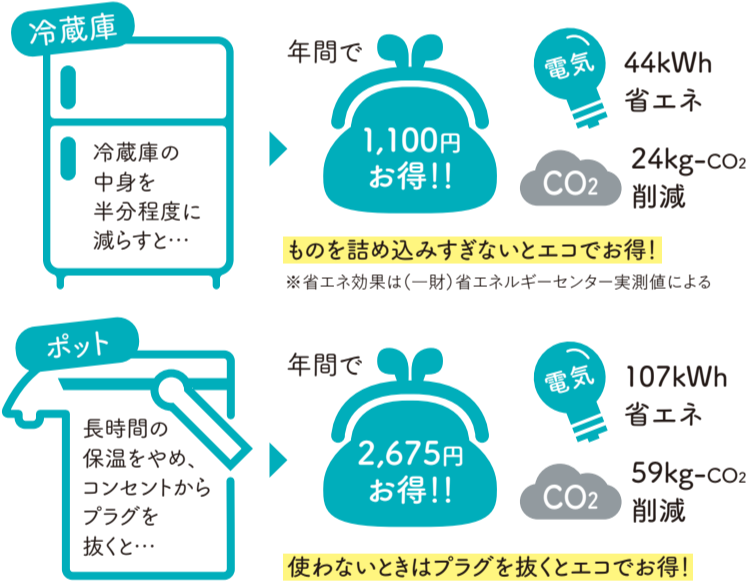 冷蔵庫
冷蔵庫の
中身を
半分程度に
減らすと…
年間で
1,100円
お得!!
電気
44kWh
省エネ
CO2
24kg-CO2
削減
ものを詰め込みすぎないとエコでお得!
※省エネ効果は(一財)省エネルギーセンター実測値による
ポット
長時間の
保温をやめ、
コンセントから
プラグを
抜くと…
年間で
2,675円
お得!!
電気
107kWh
省エネ
CO2
59kg-CO2
削減
使わないときはプラグを抜くとエコでお得!